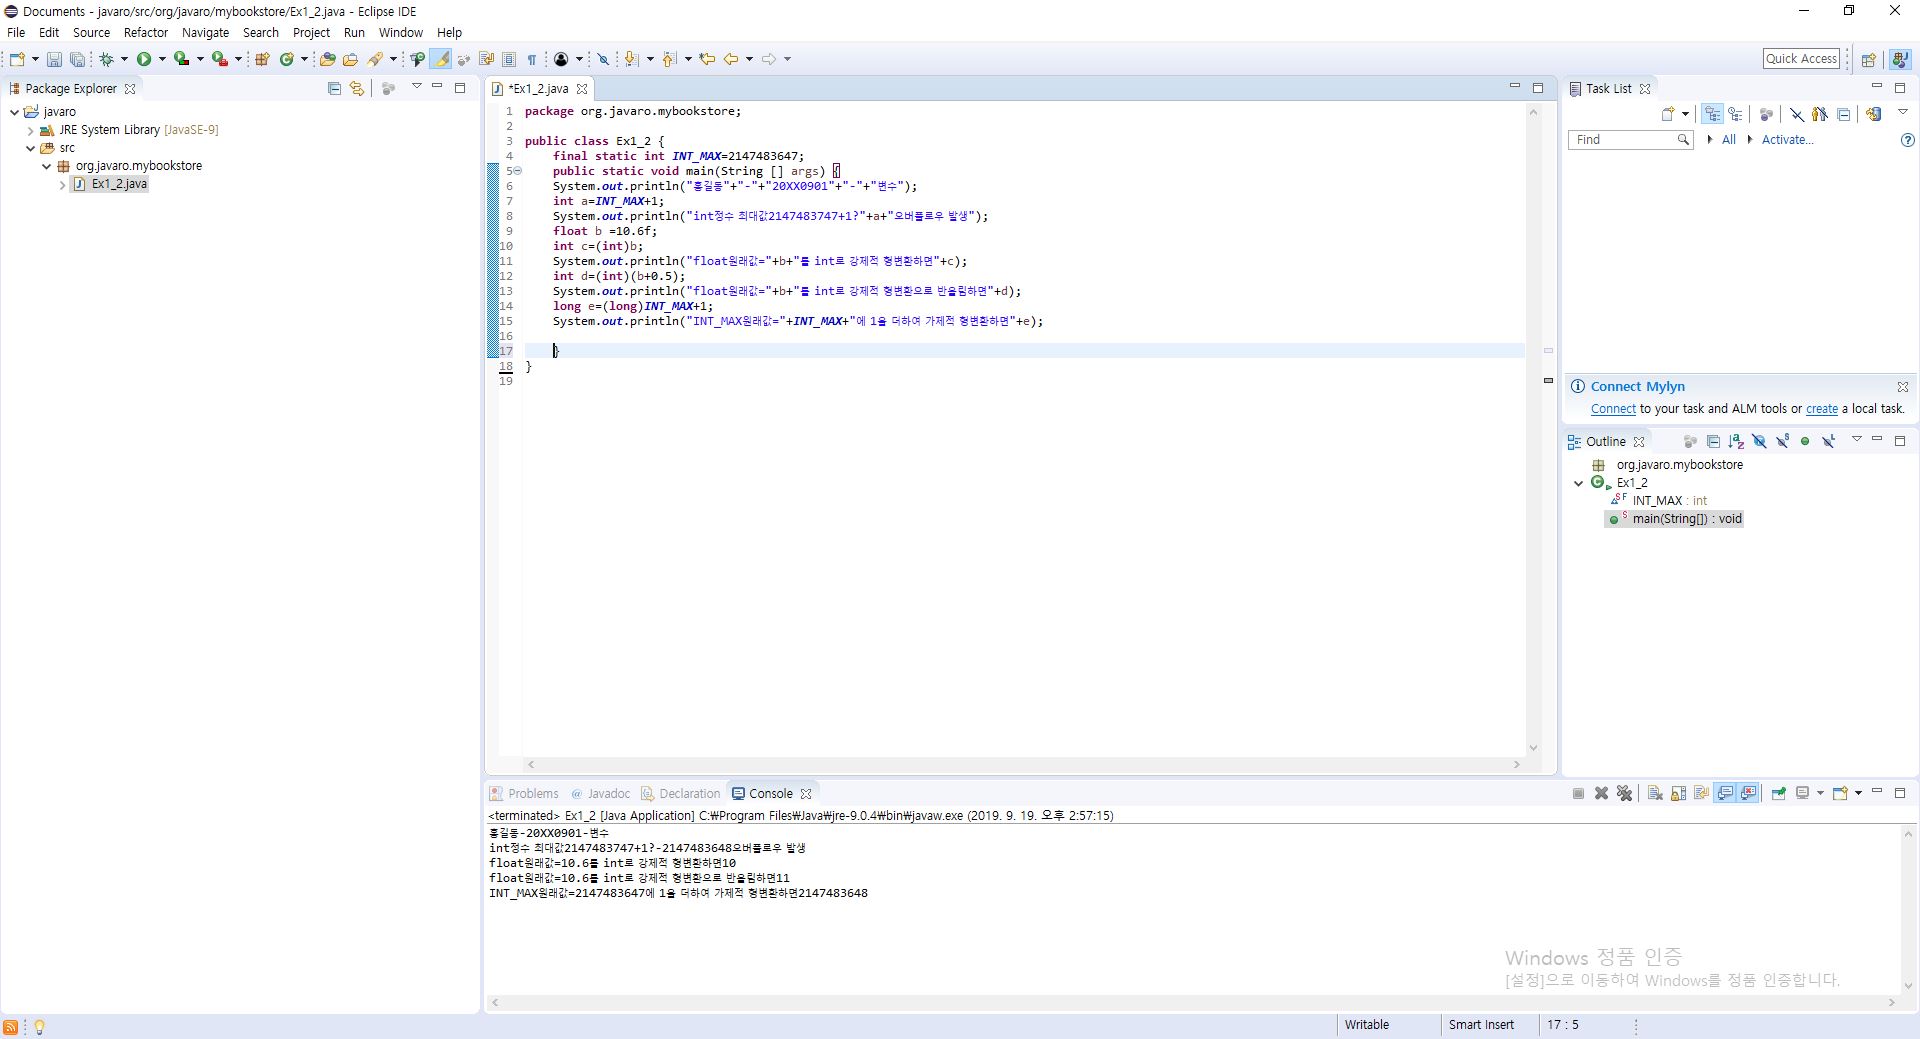 Documents - javaro/src/org/javaro/mybookstore/Ex1_2.java - Eclipse IDE
File Edit Source Refactor Navigate Search Project Run Window Help
Quick Access
Package Explorer
javaro
JRE System Library [JavaSE-9]
src
org.javaro.mybookstore
Ex1_2.java
*Ex1_2.java
1 package org.javaro.mybookstore;
2
3 public class Ex1_2 {
4 final static int INT_MAX=2147483647;
5 public static void main(String [] args) {
6 System.out.println("홍길동"+"-"+"20XX0901"+"-"+"변수");
7 int a=INT_MAX+1;
8 System.out.println("int정수 최대값2147483747+1?"+a+"오버플로우 발생");
9 float b =10.6f;
10 int c=(int)b;
11 System.out.println("float원래값="+b+"를 int로 강제적 형변환하면"+c);
12 int d=(int)(b+0.5);
13 System.out.println("float원래값="+b+"를 int로 강제적 형변환으로 반올림하면"+d);
14 long e=(long)INT_MAX+1;
15 System.out.println("INT_MAX원래값="+INT_MAX+"에 1을 더하여 가제적 형변환하면"+e);
16
17 }
18 }
19
Task List
Find All Activate...
Connect Mylyn
Connect to your task and ALM tools or create a local task.
Outline
org.javaro.mybookstore
Ex1_2
INT_MAX : int
main(String[]) : void
Problems Javadoc Declaration Console
<terminated> Ex1_2 [Java Application] C:₩Program Files₩Java₩jre-9.0.4₩bin₩javaw.exe (2019. 9. 19. 오후 2:57:15)
홍길동-20XX0901-변수
int정수 최대값2147483747+1?-2147483648오버플로우 발생
float원래값=10.6를 int로 강제적 형변환하면10
float원래값=10.6를 int로 강제적 형변환으로 반올림하면11
INT_MAX원래값=2147483647에 1을 더하여 가제적 형변환하면2147483648
Windows 정품 인증
[설정]으로 이동하여 Windows를 정품 인증합니다.
Writable Smart Insert 17 : 5